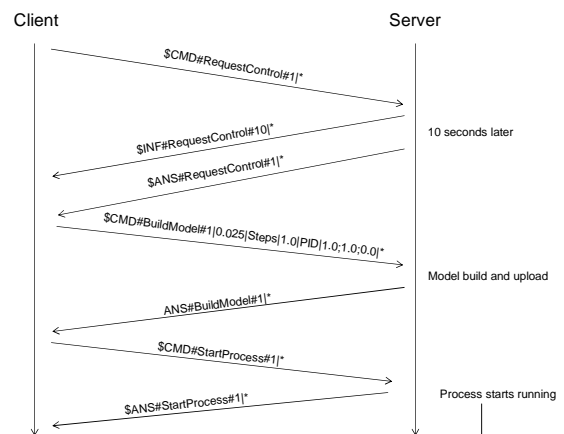 Client
Server
$CMD#RequestControl#1|*
10 seconds later
$INF#RequestControl#10|*
$ANS#RequestControl#1|*
$CMD#BuildModel#1|0.025|Steps|1.0|PID|1.0;1.0;0.0|*
Model build and upload
ANS#BuildModel#1|*
$CMD#StartProcess#1|*
Process starts running
$ANS#StartProcess#1|*